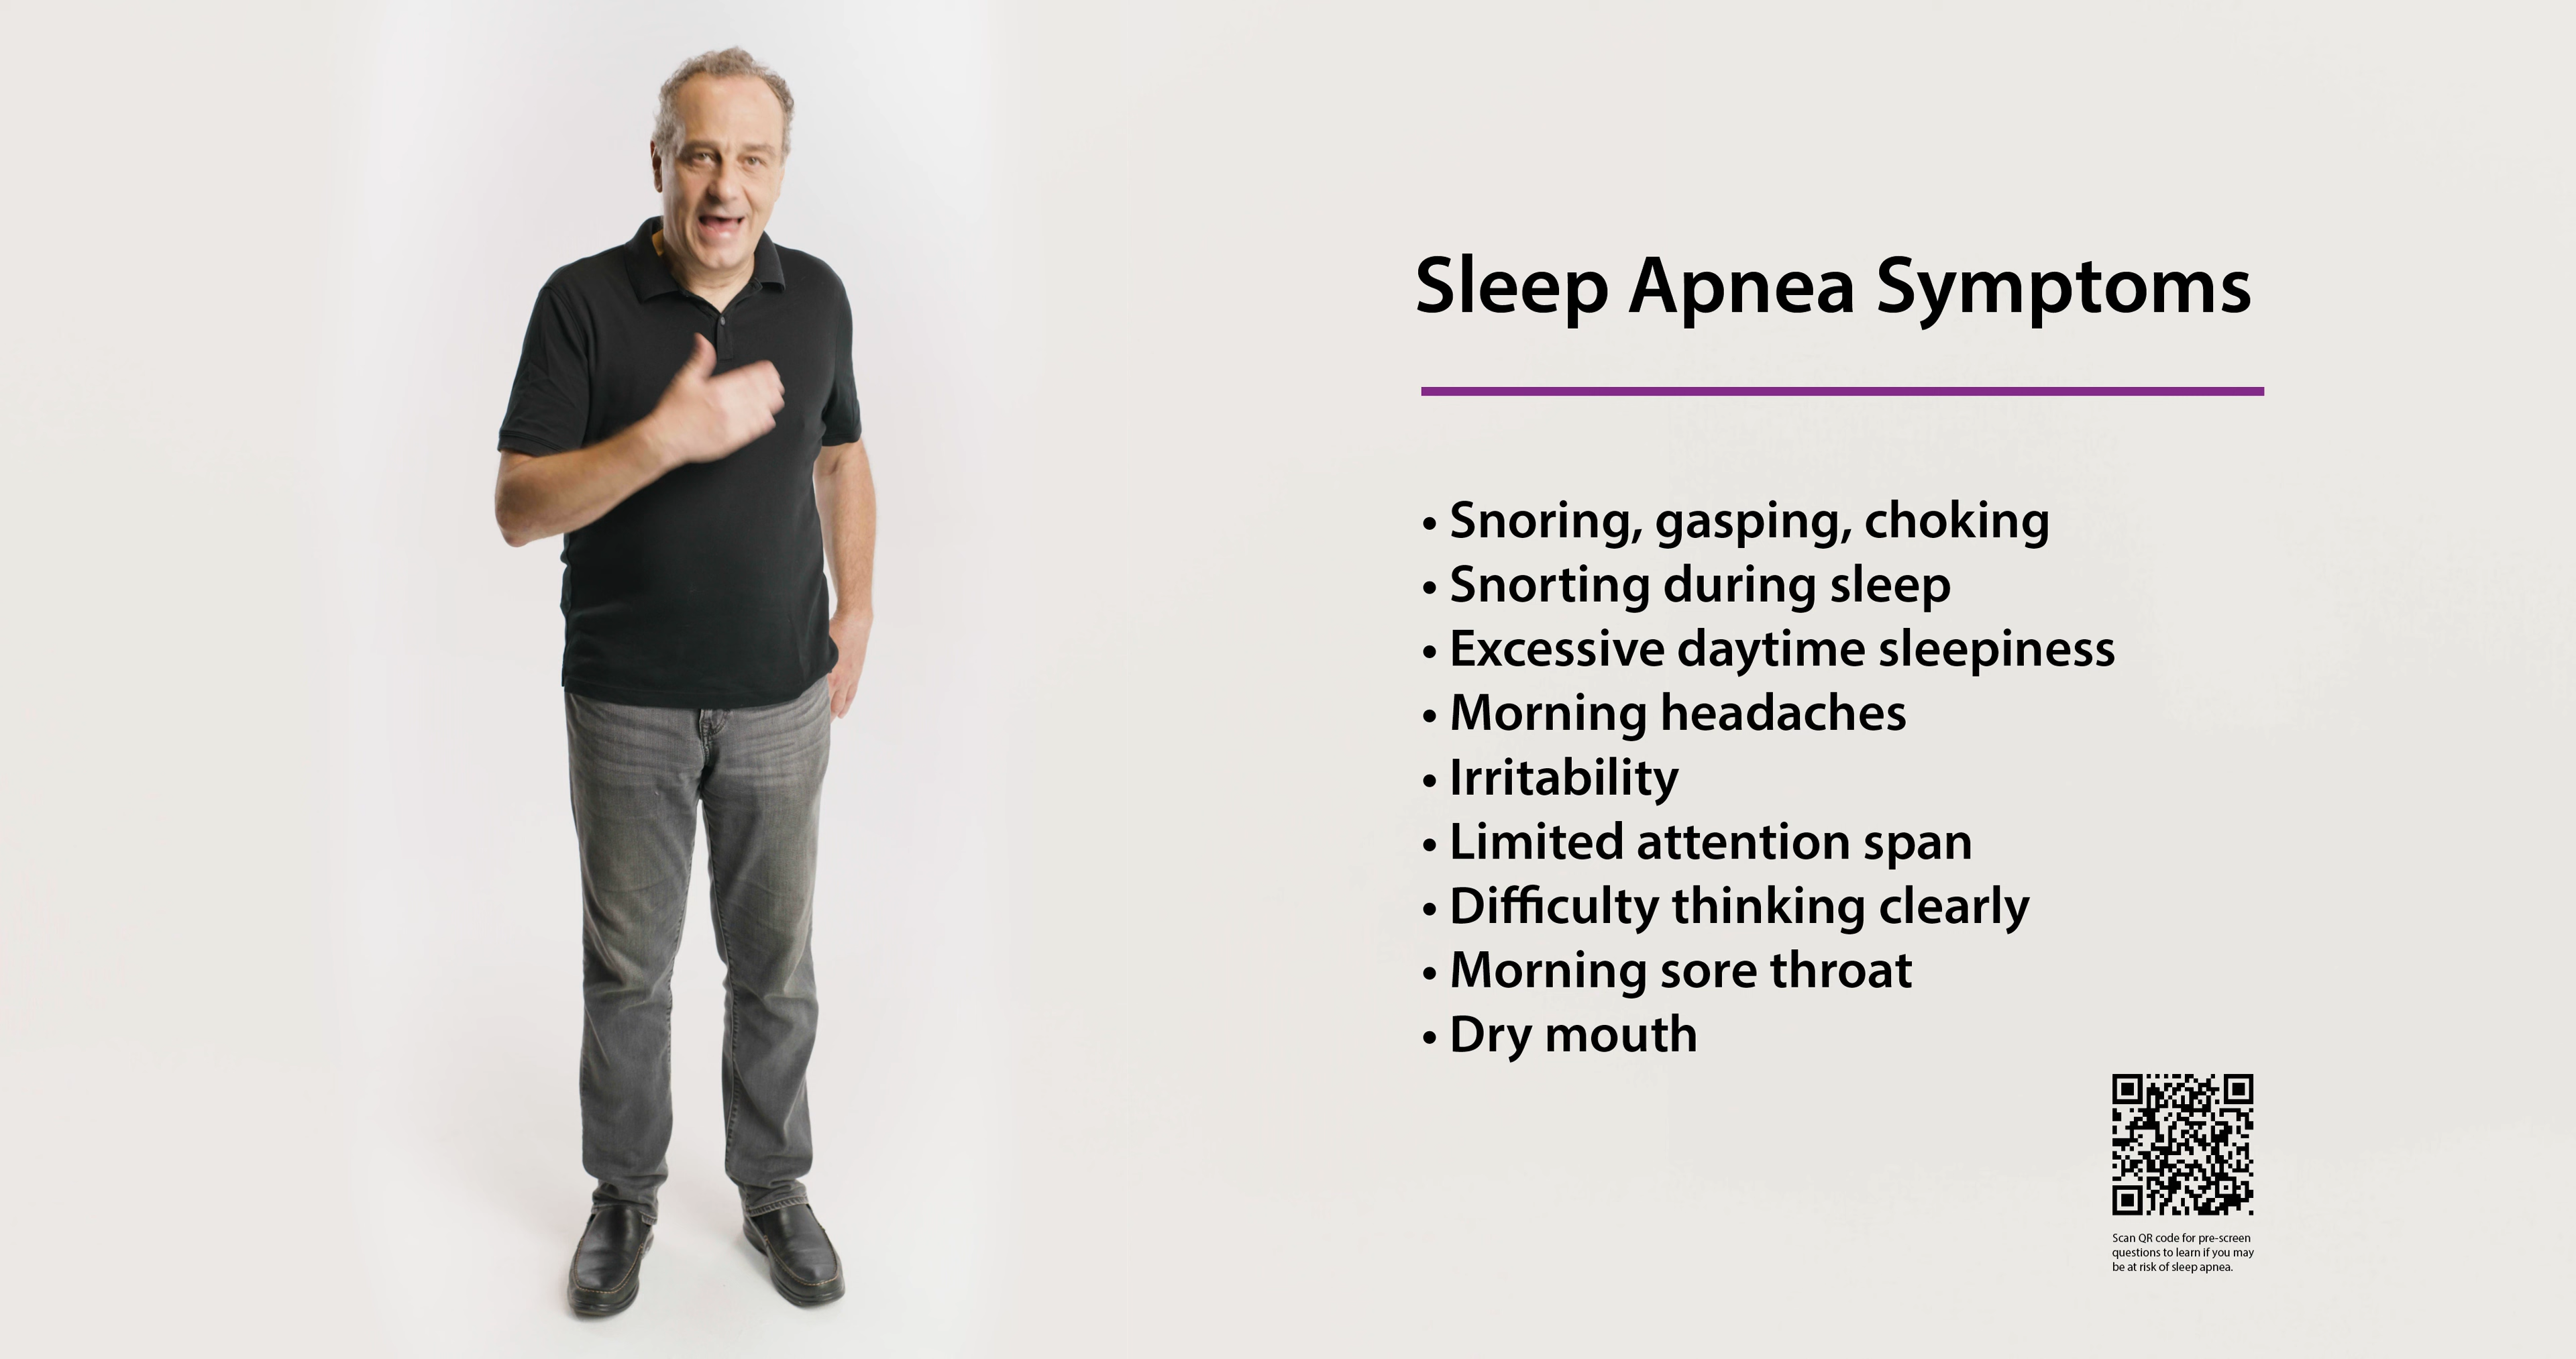 Sleep Apnea Symptoms
• Snoring, gasping, choking
• Snorting during sleep
• Excessive daytime sleepiness
• Morning headaches
• Irritability
• Limited attention span
• Difficulty thinking clearly
• Morning sore throat
• Dry mouth
Scan QR code for pre-screen
questions to learn if you may
be at risk of sleep apnea.